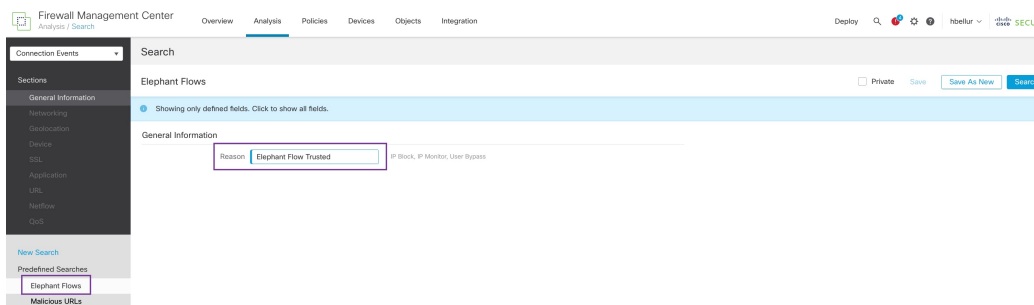 Firewall Management Center
Analysis / Search
Overview Analysis Policies Devices Objects Integration
Deploy hbellur cisco SECU
Connection Events
Search
Sections
General Information
Networking
Geolocation
Device
SSL
Application
URL
Netflow
QoS
New Search
Predefined Searches
Elephant Flows
Malicious URLs
Elephant Flows
Private Save Save As New Searc
Showing only defined fields. Click to show all fields.
General Information
Reason Elephant Flow Trusted IP Block, IP Monitor, User Bypass